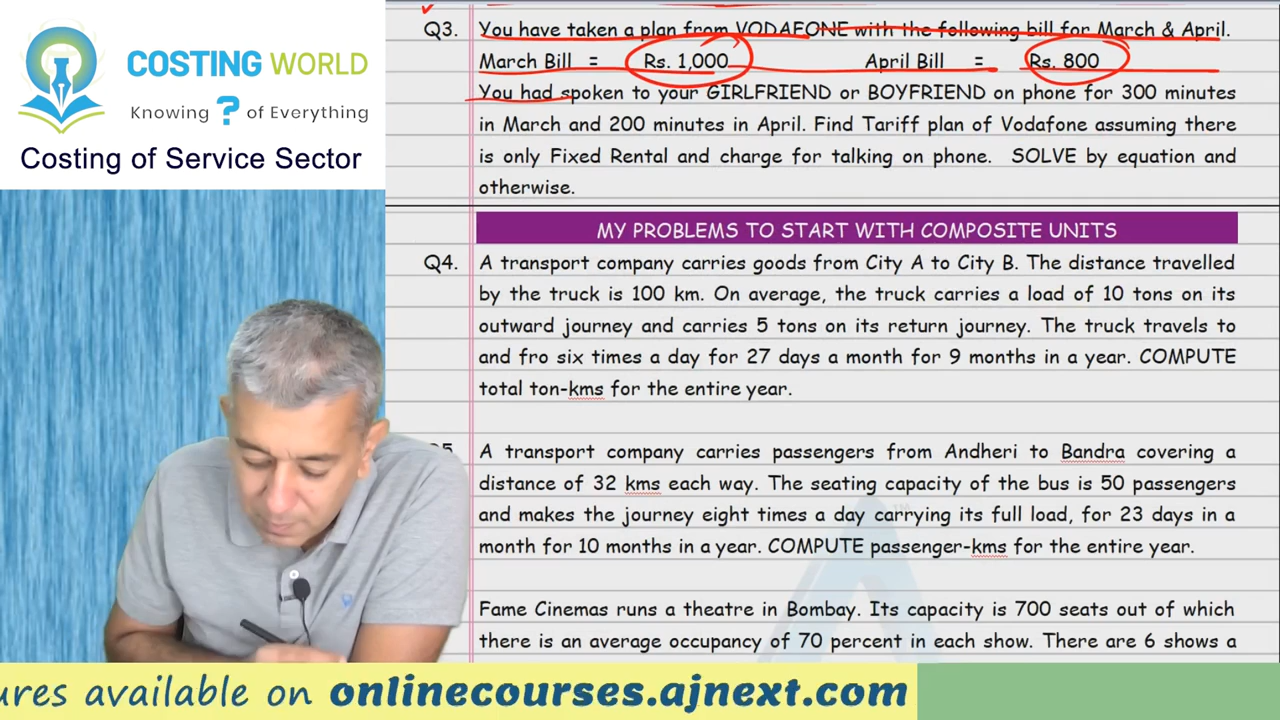 COSTING WORLD
Knowing ? of Everything
Costing of Service Sector
Q3. You have taken a plan from VODAFONE with the following bill for March & April.
March Bill = Rs. 1,000 April Bill = Rs. 800
You had spoken to your GIRLFRIEND or BOYFRIEND on phone for 300 minutes
in March and 200 minutes in April. Find Tariff plan of Vodafone assuming there
is only Fixed Rental and charge for talking on phone. SOLVE by equation and
otherwise.
MY PROBLEMS TO START WITH COMPOSITE UNITS
Q4. A transport company carries goods from City A to City B. The distance travelled
by the truck is 100 km. On average, the truck carries a load of 10 tons on its
outward journey and carries 5 tons on its return journey. The truck travels to
and fro six times a day for 27 days a month for 9 months in a year. COMPUTE
total ton-kms for the entire year.
A transport company carries passengers from Andheri to Bandra covering a
distance of 32 kms each way. The seating capacity of the bus is 50 passengers
and makes the journey eight times a day carrying its full load, for 23 days in a
month for 10 months in a year. COMPUTE passenger-kms for the entire year.
Fame Cinemas runs a theatre in Bombay. Its capacity is 700 seats out of which
there is an average occupancy of 70 percent in each show. There are 6 shows a
ures available on onlinecourses.ajnext.com